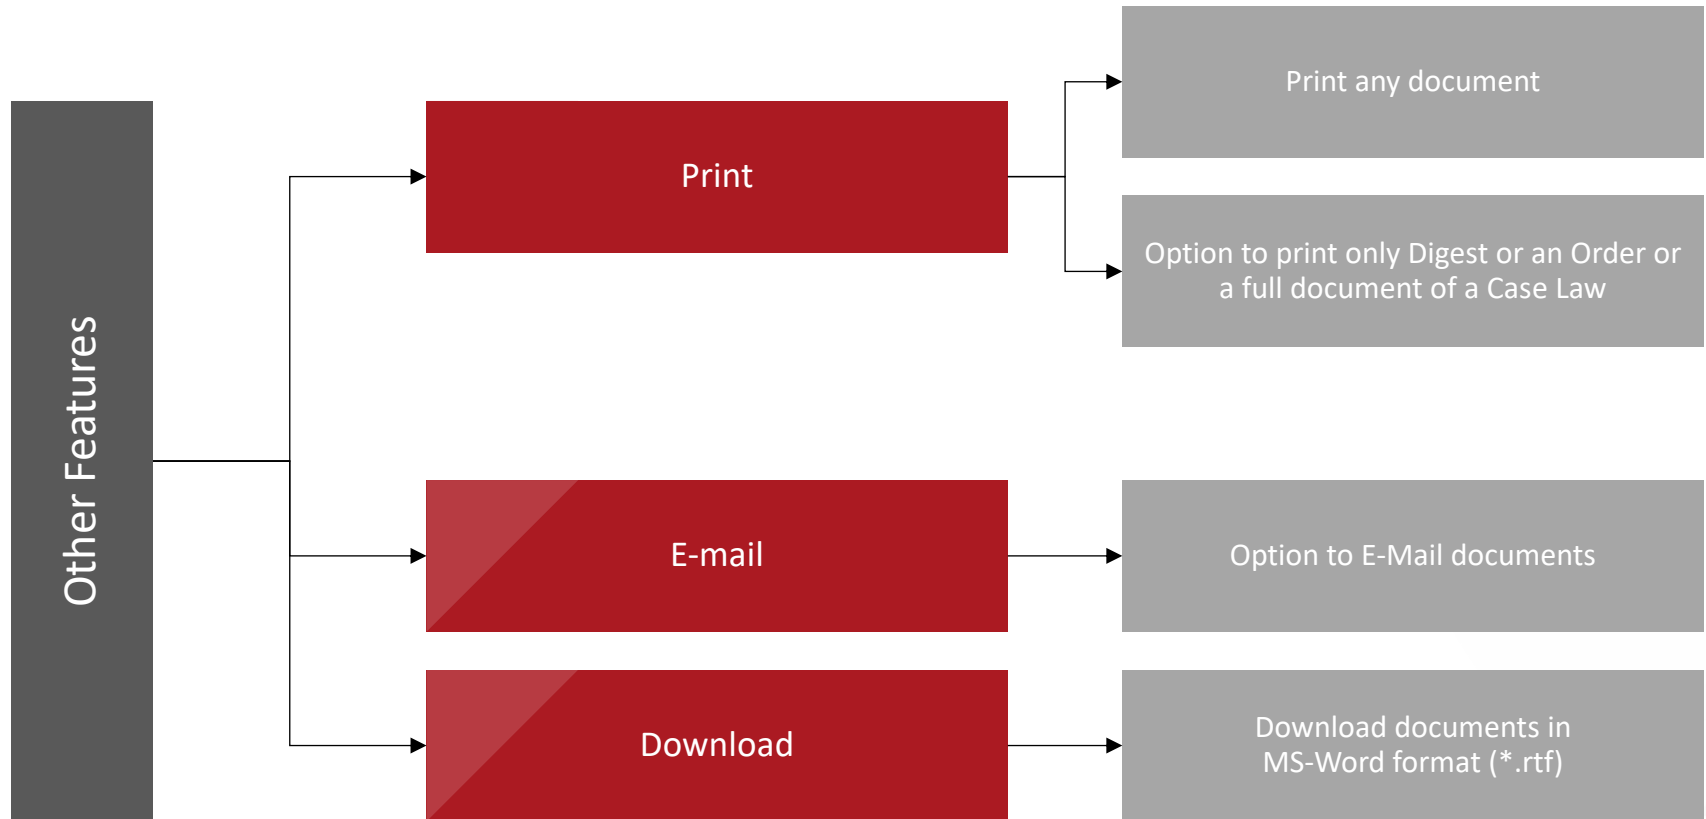 Other Features
Print
Print any document
Option to print only Digest or an Order or
a full document of a Case Law
E-mail
Option to E-Mail documents
Download
Download documents in
MS-Word format (*.rtf)